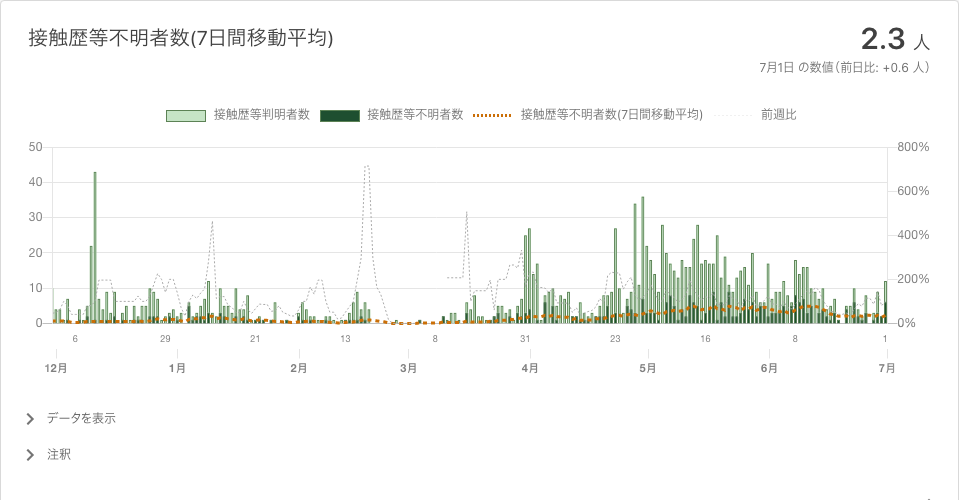 接触歴等不明者数(7日間移動平均)
2.3 人
7月1日 の数値(前日比: +0.6 人)
接触歴等判明者数 接触歴等不明者数 接触歴等不明者数(7日間移動平均) 前週比
50 800%
40 600%
30 400%
20
10 200%
0 0%
6 29 21 13 8 31 23 16 8 1
12月 1月 2月 3月 4月 5月 6月 7月
データを表示
注釈